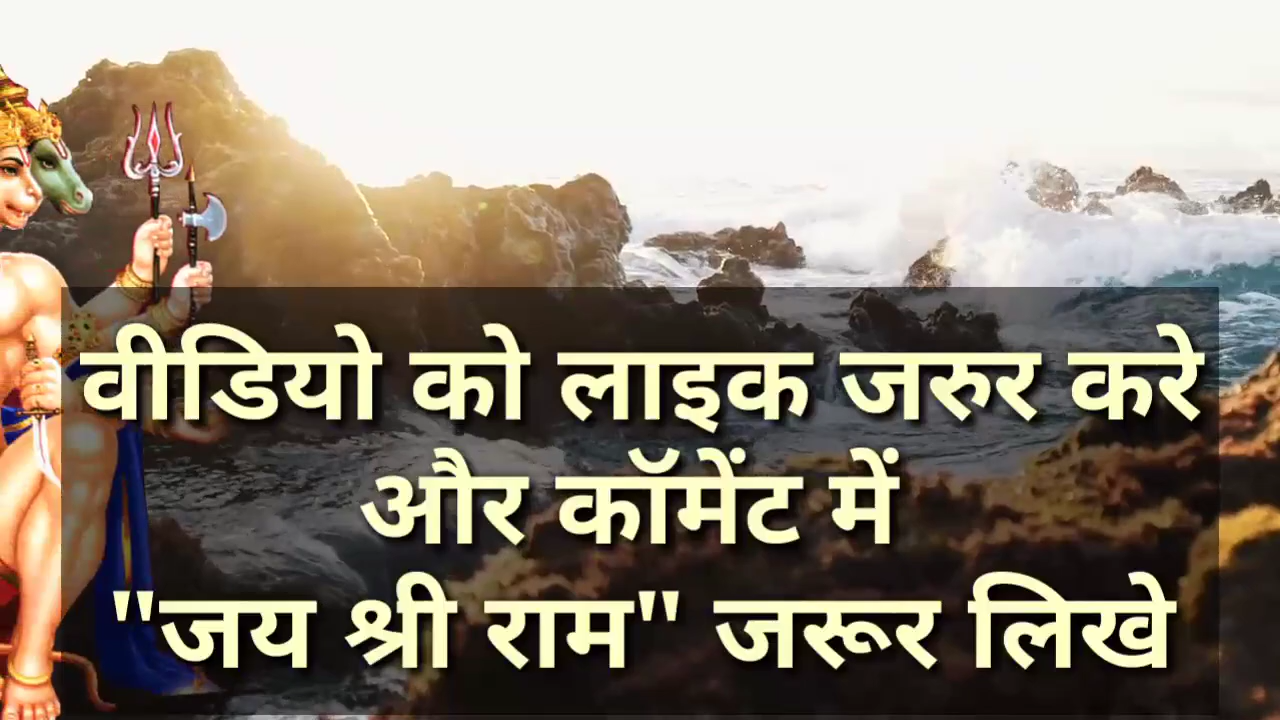 वीडियो को लाइक जरुर करे
और कॉमेंट में
"जय श्री राम" जरूर लिखे